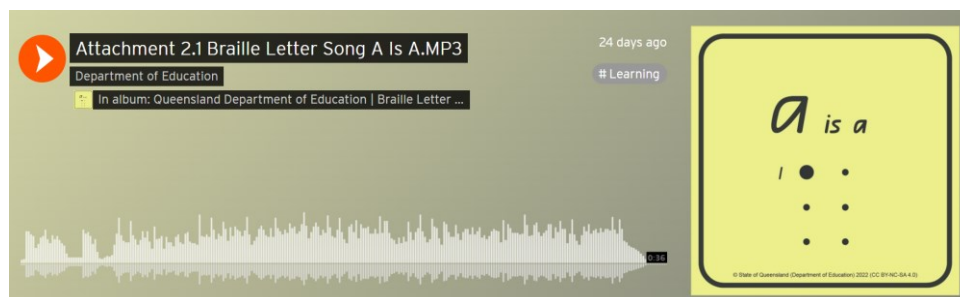 Attachment 2.1 Braille Letter Song A Is A.MP3
24 days ago
Department of Education
# Learning
In album: Queensland Department of Education | Braille Letter ...
0:36
a is a
1
© State of Queensland (Department of Education) 2022 (CC BY-NC-SA 4.0)